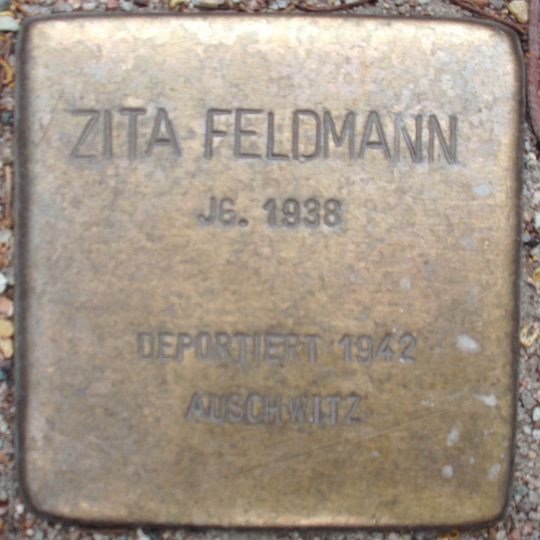 ZITA FELDMANN
JG. 1938
DEPORTIERT 1942
AUSCHWITZ